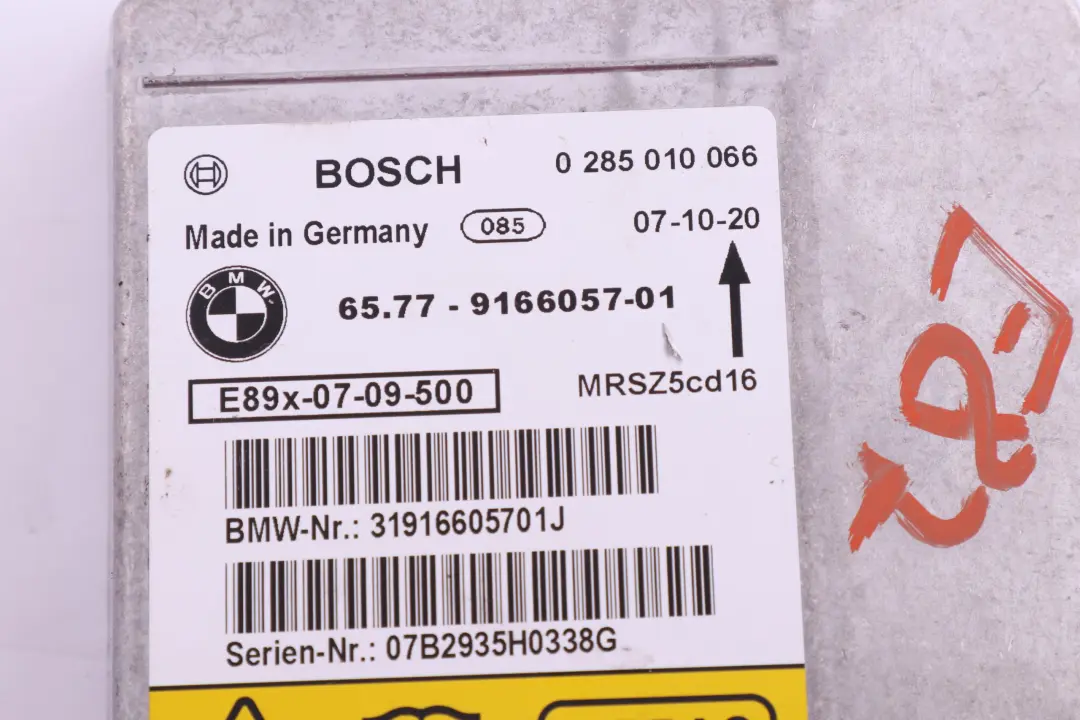 BOSCH 0 285 010 066
Made in Germany 085 07-10-20
BMW
65.77 - 9166057-01
E89x-07-09-500 MRSZ5cd16
BMW-Nr.: 31916605701J
Serien-Nr.: 07B2935H0338G